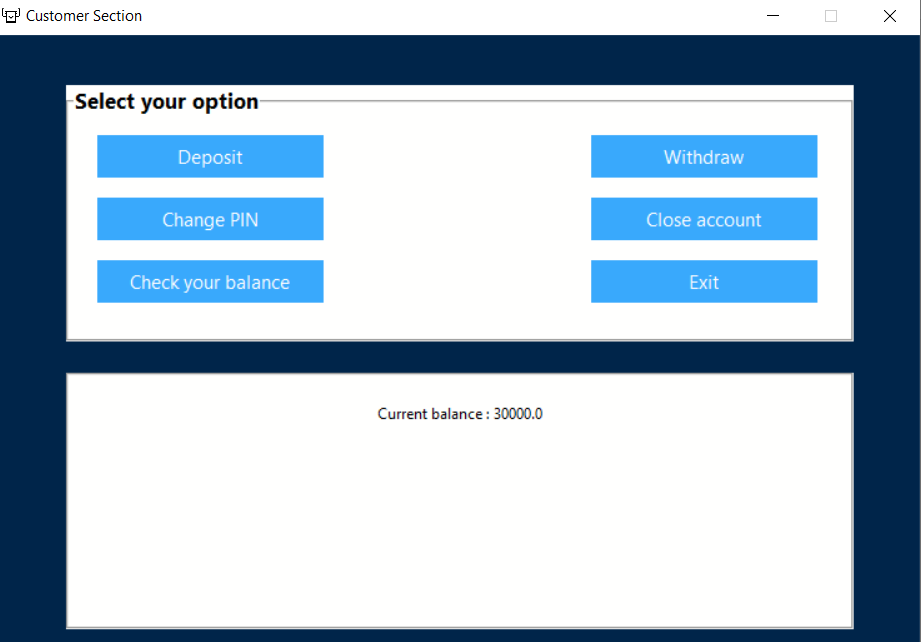 Customer Section
Select your option
Deposit
Withdraw
Change PIN
Close account
Check your balance
Exit
Current balance : 30000.0